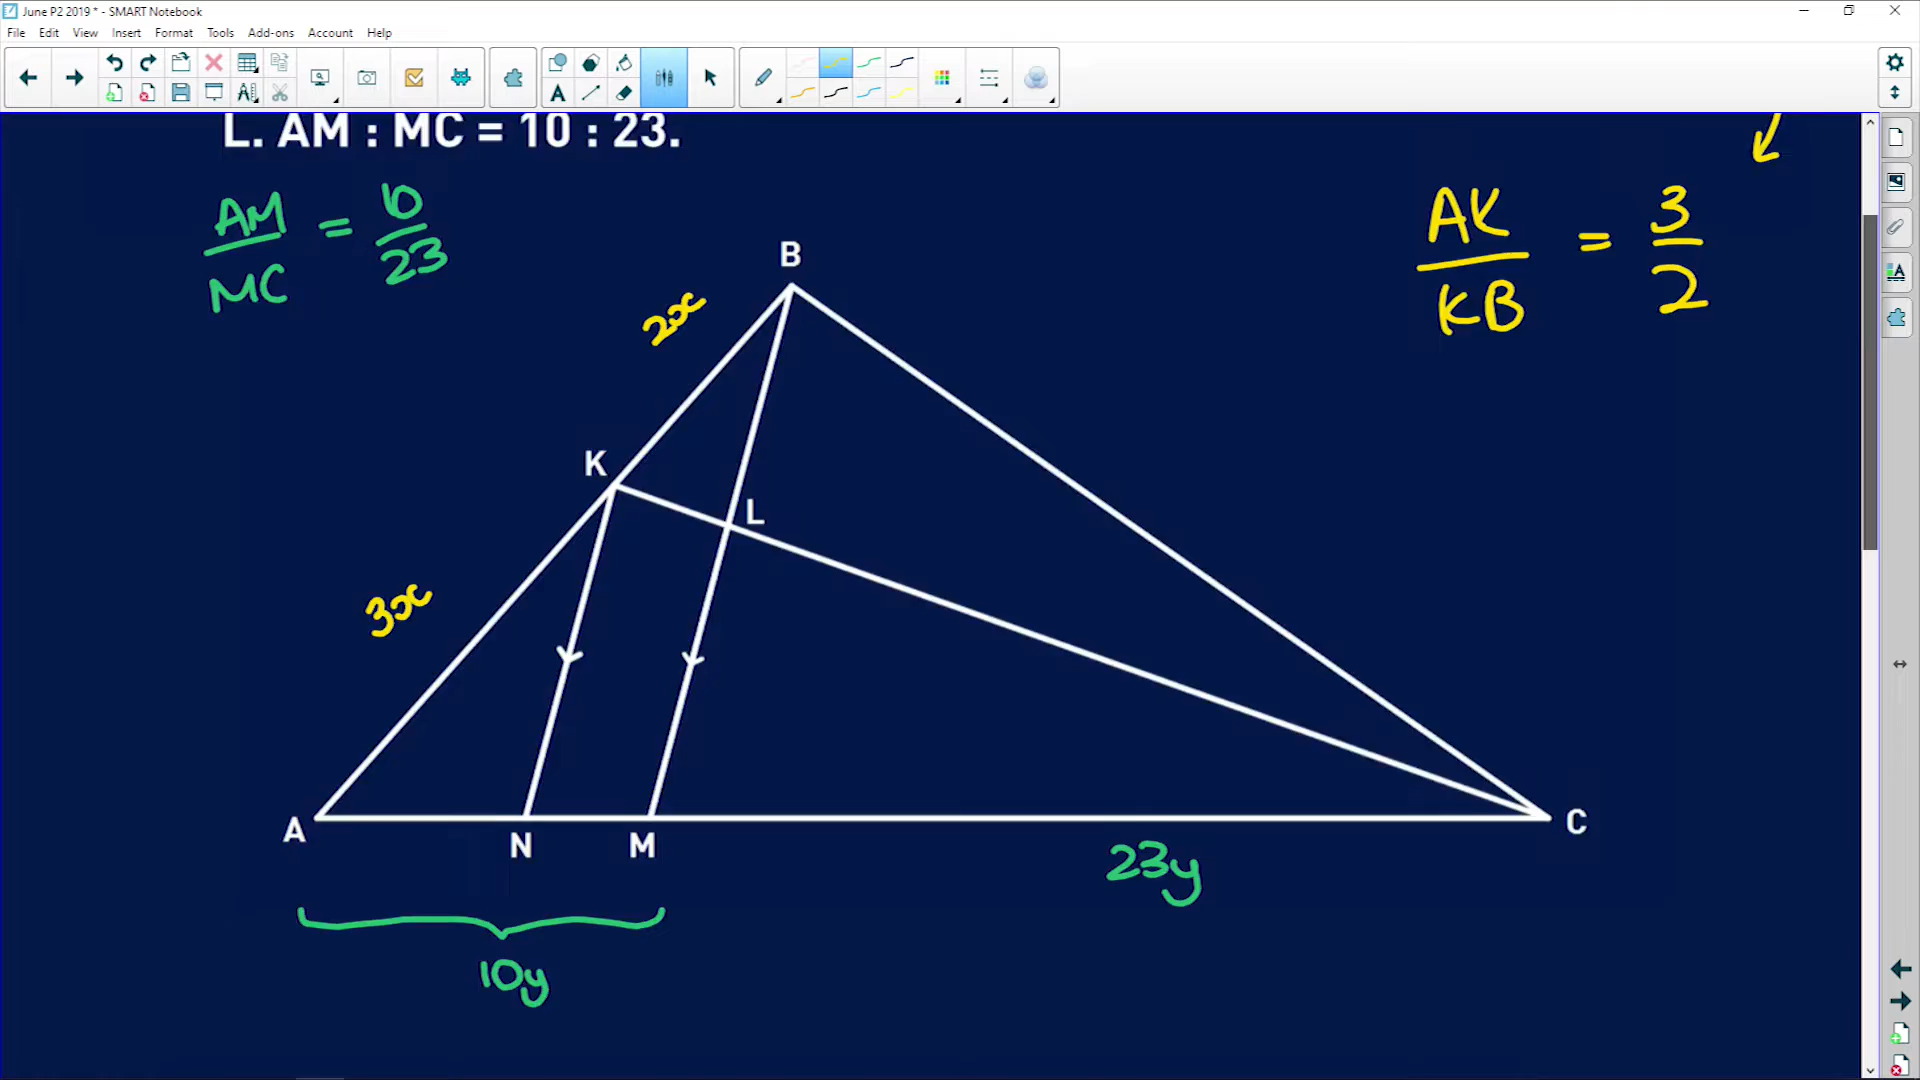 June P2 2019 * - SMART Notebook
File Edit View Insert Format Tools Add-ons Account Help
L. AM : MC = 10 : 23.
AM
MC
=
10
23
AK
KB
=
3
2
B
2x
K
L
3x
A
N
M
C
23y
10y